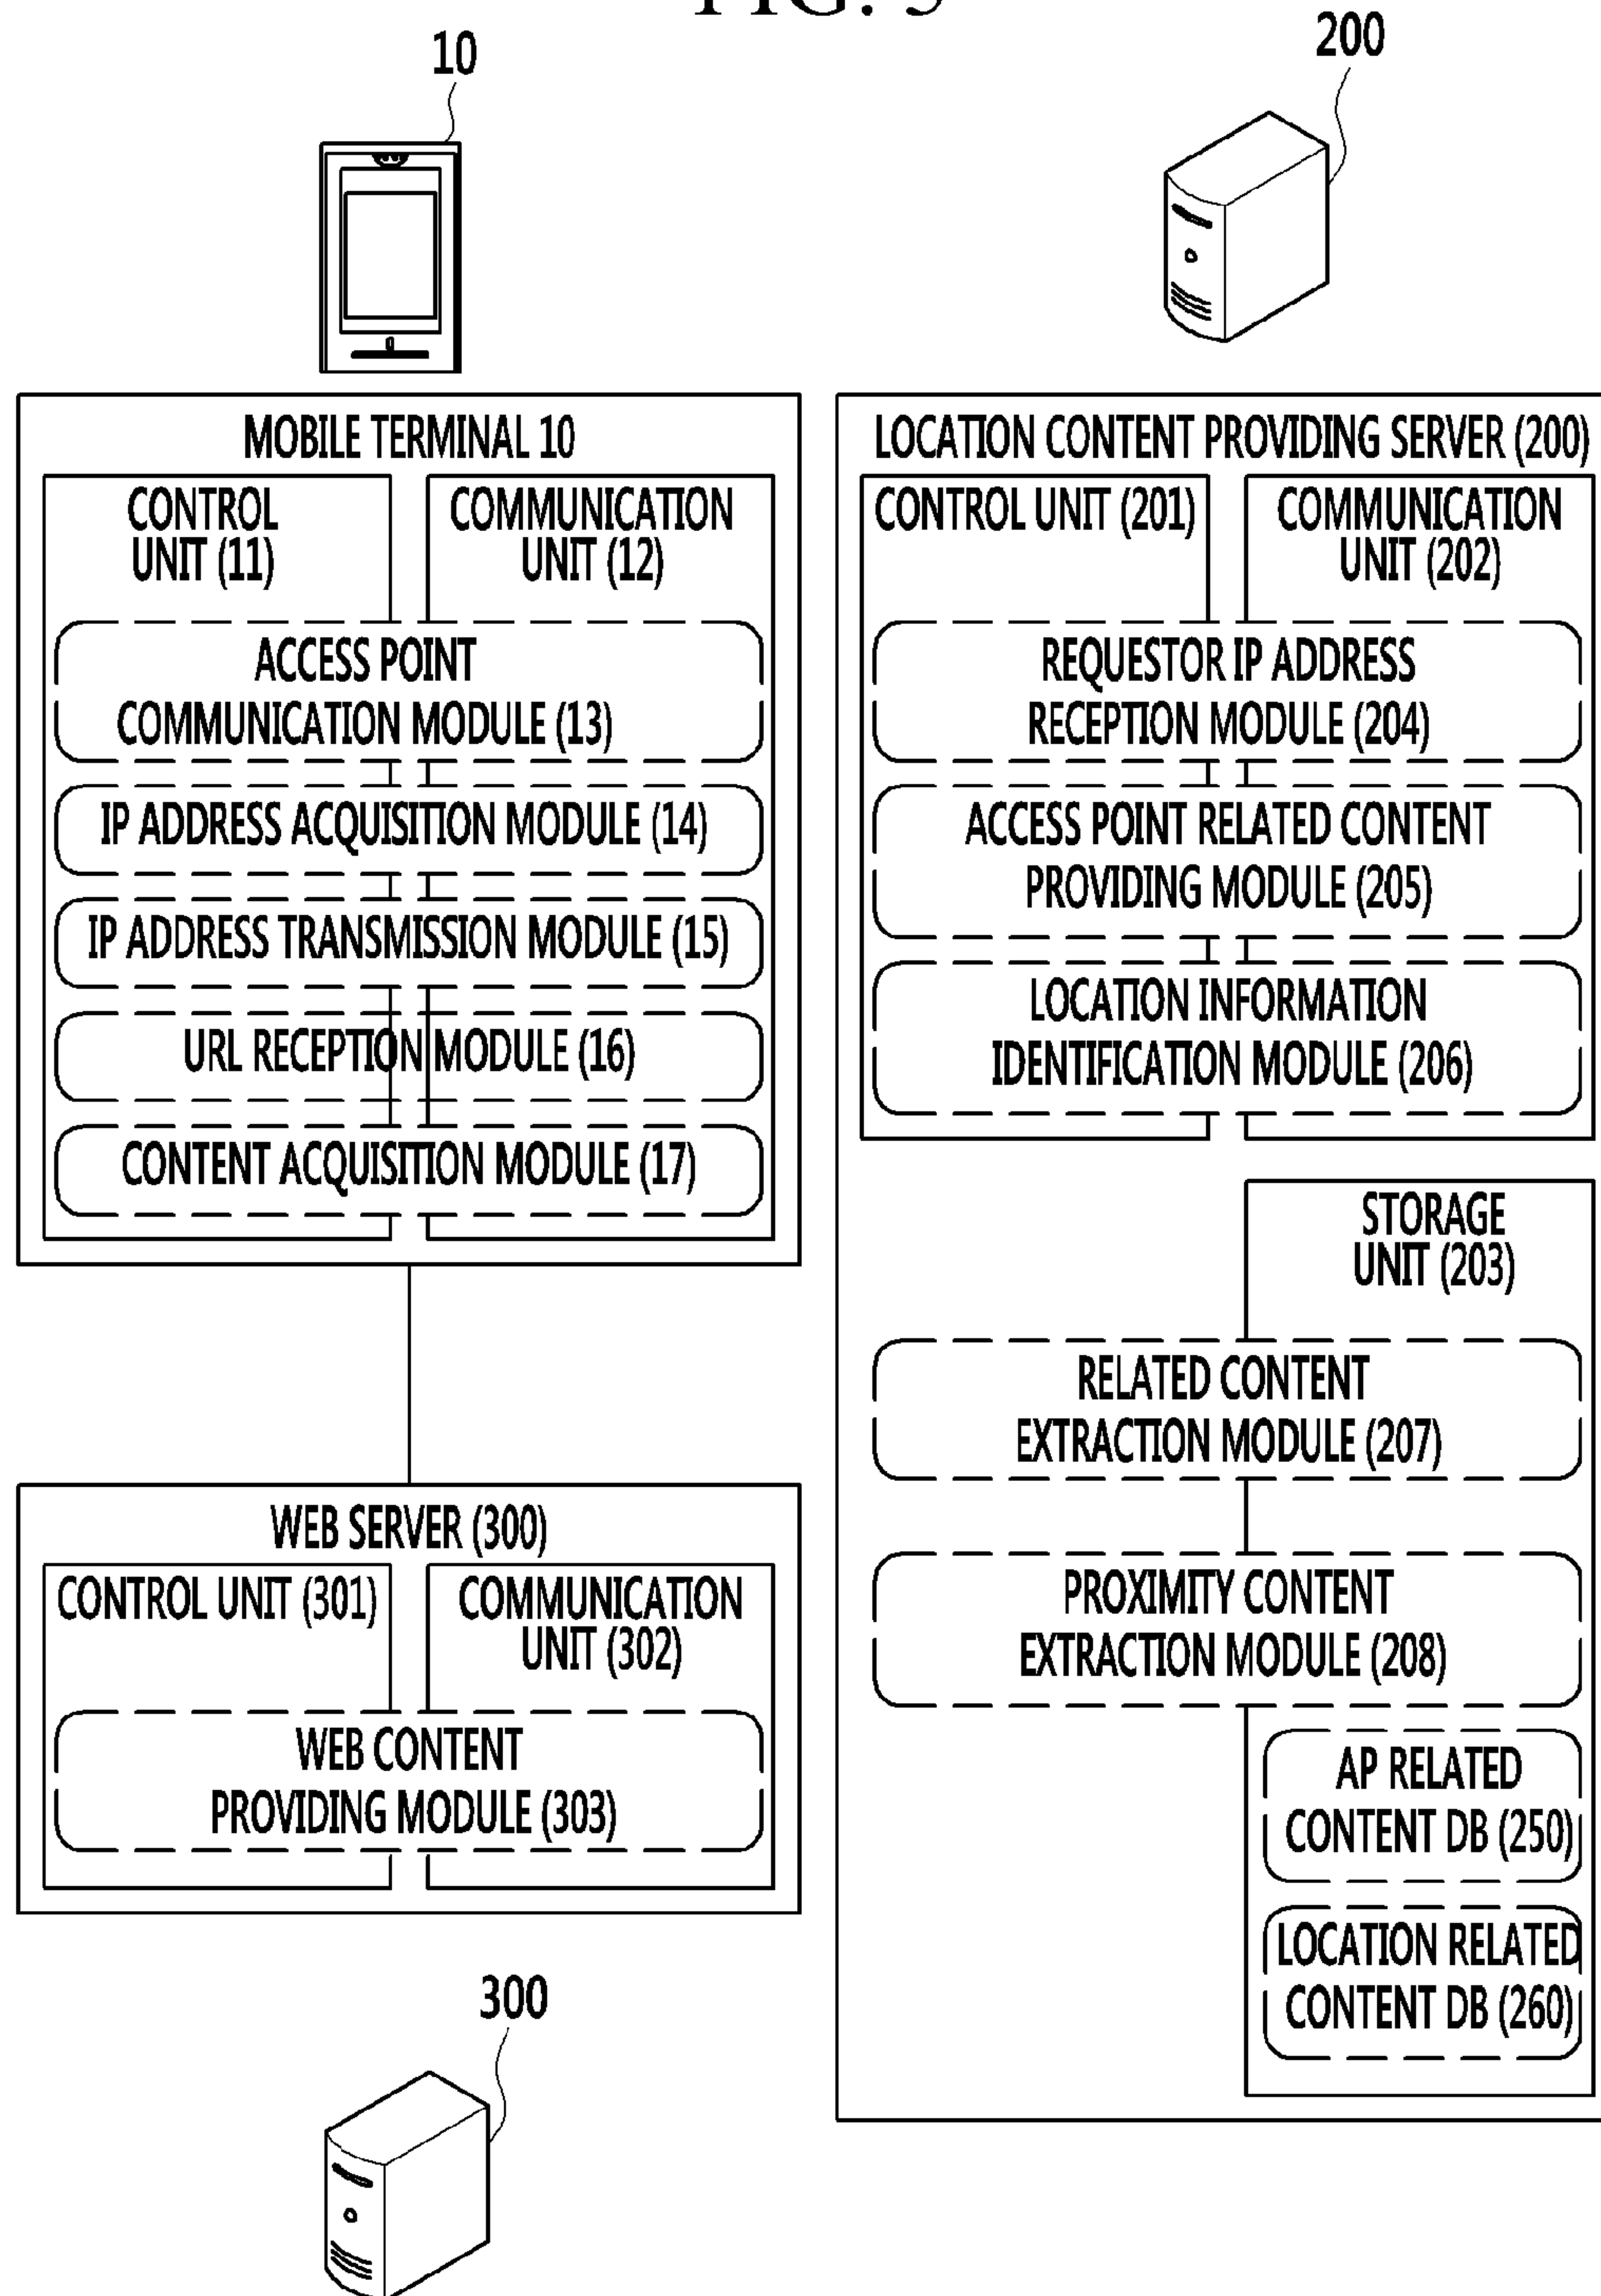 FIG. 5
10
200
MOBILE TERMINAL 10
CONTROL
UNIT (11)
COMMUNICATION
UNIT (12)
ACCESS POINT
COMMUNICATION MODULE (13)
IP ADDRESS ACQUISITION MODULE (14)
IP ADDRESS TRANSMISSION MODULE (15)
URL RECEPTION MODULE (16)
CONTENT ACQUISITION MODULE (17)
WEB SERVER (300)
CONTROL UNIT (301)
COMMUNICATION
UNIT (302)
WEB CONTENT
PROVIDING MODULE (303)
300
LOCATION CONTENT PROVIDING SERVER (200)
CONTROL UNIT (201)
COMMUNICATION
UNIT (202)
REQUESTOR IP ADDRESS
RECEPTION MODULE (204)
ACCESS POINT RELATED CONTENT
PROVIDING MODULE (205)
LOCATION INFORMATION
IDENTIFICATION MODULE (206)
STORAGE
UNIT (203)
RELATED CONTENT
EXTRACTION MODULE (207)
PROXIMITY CONTENT
EXTRACTION MODULE (208)
AP RELATED
CONTENT DB (250)
LOCATION RELATED
CONTENT DB (260)